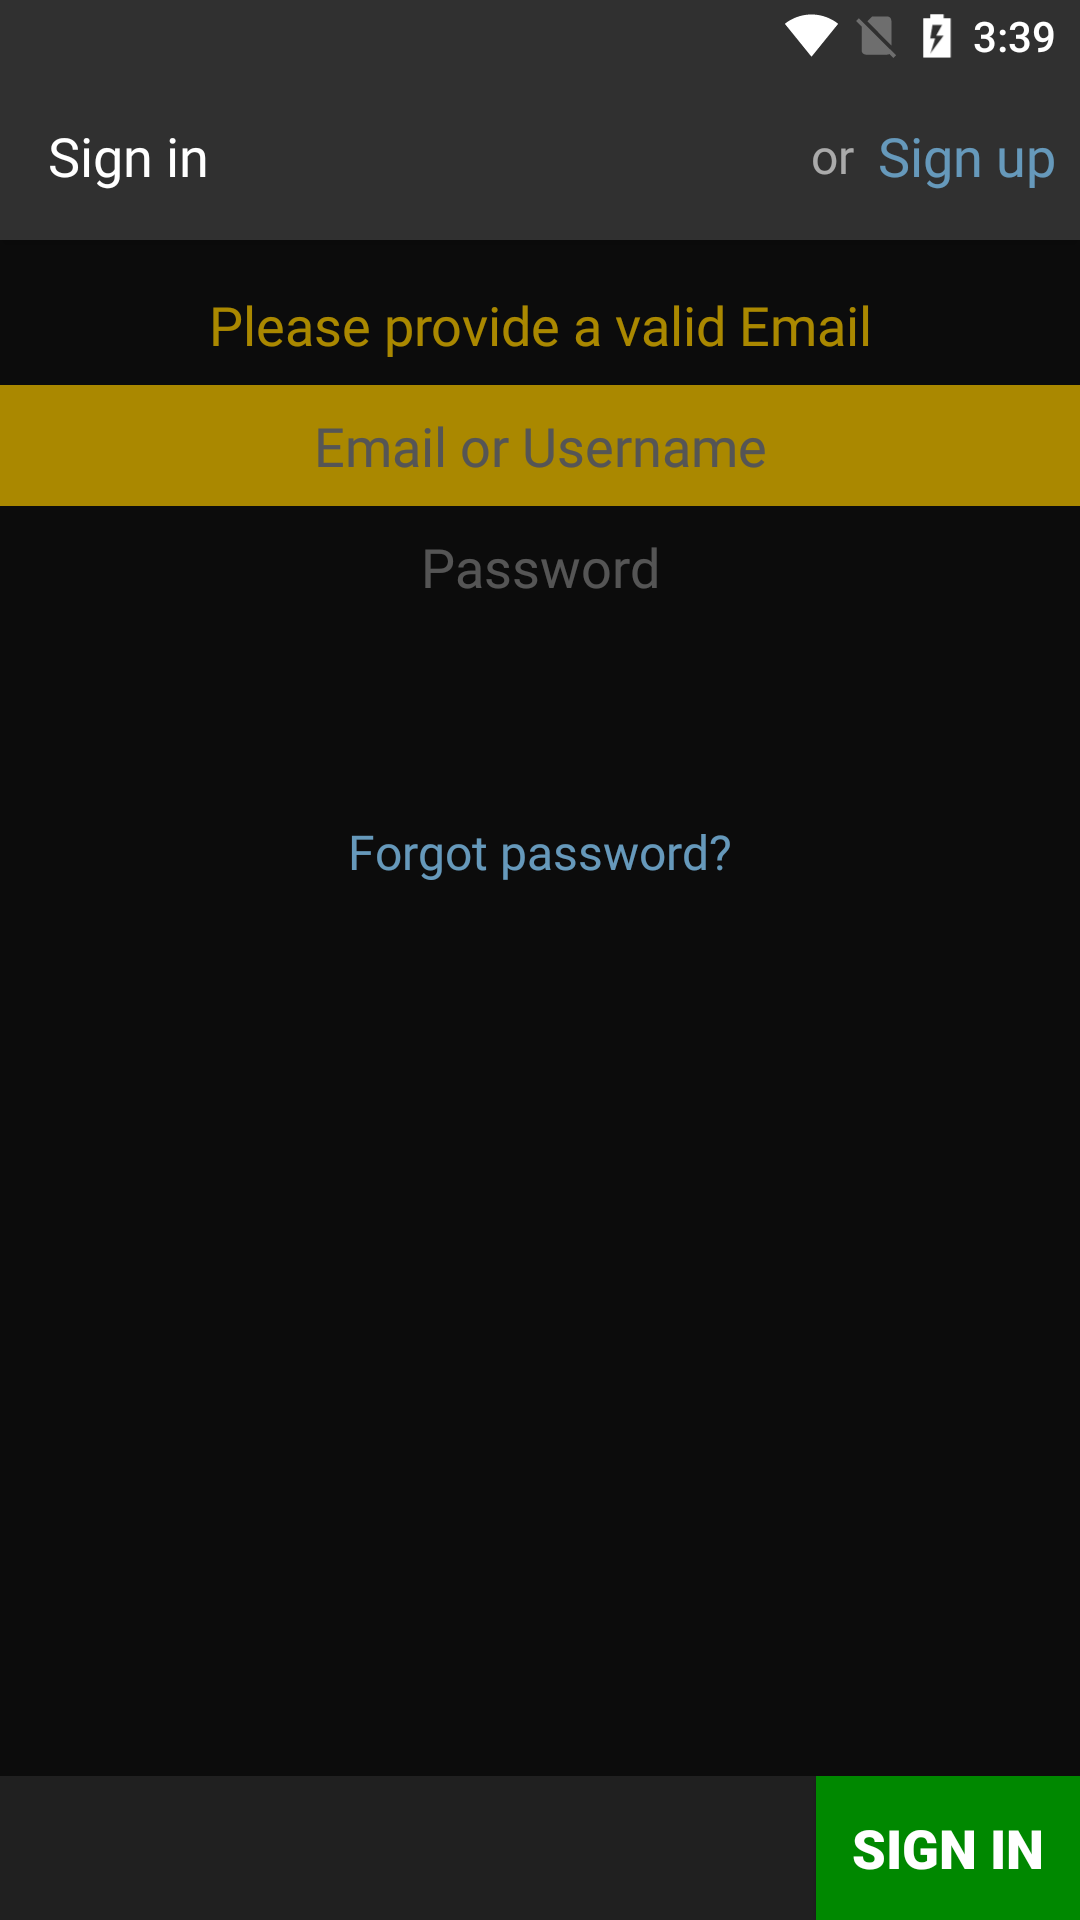 3:39
Sign in or Sign up
Please provide a valid Email
Email or Username
Password
Forgot password?
SIGN IN